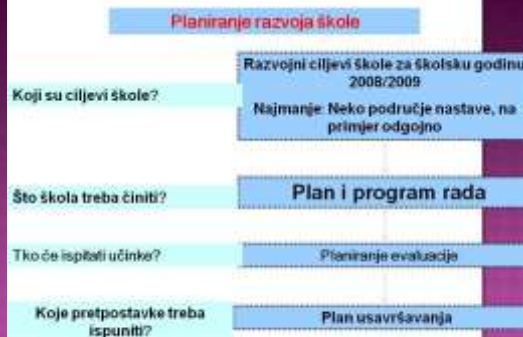 Planiranje razvoja škole
Razvojni ciljevi škole za školsku godinu
2008/2009
Koji su ciljevi škole?
Najmanje: Neko područje nastave, na
primjer odgojno
Što škola treba činiti?
Plan i program rada
Tko će ispitati učinke?
Planiranje evaluacije
Koje pretpostavke treba
ispuniti?
Plan usavršavanja